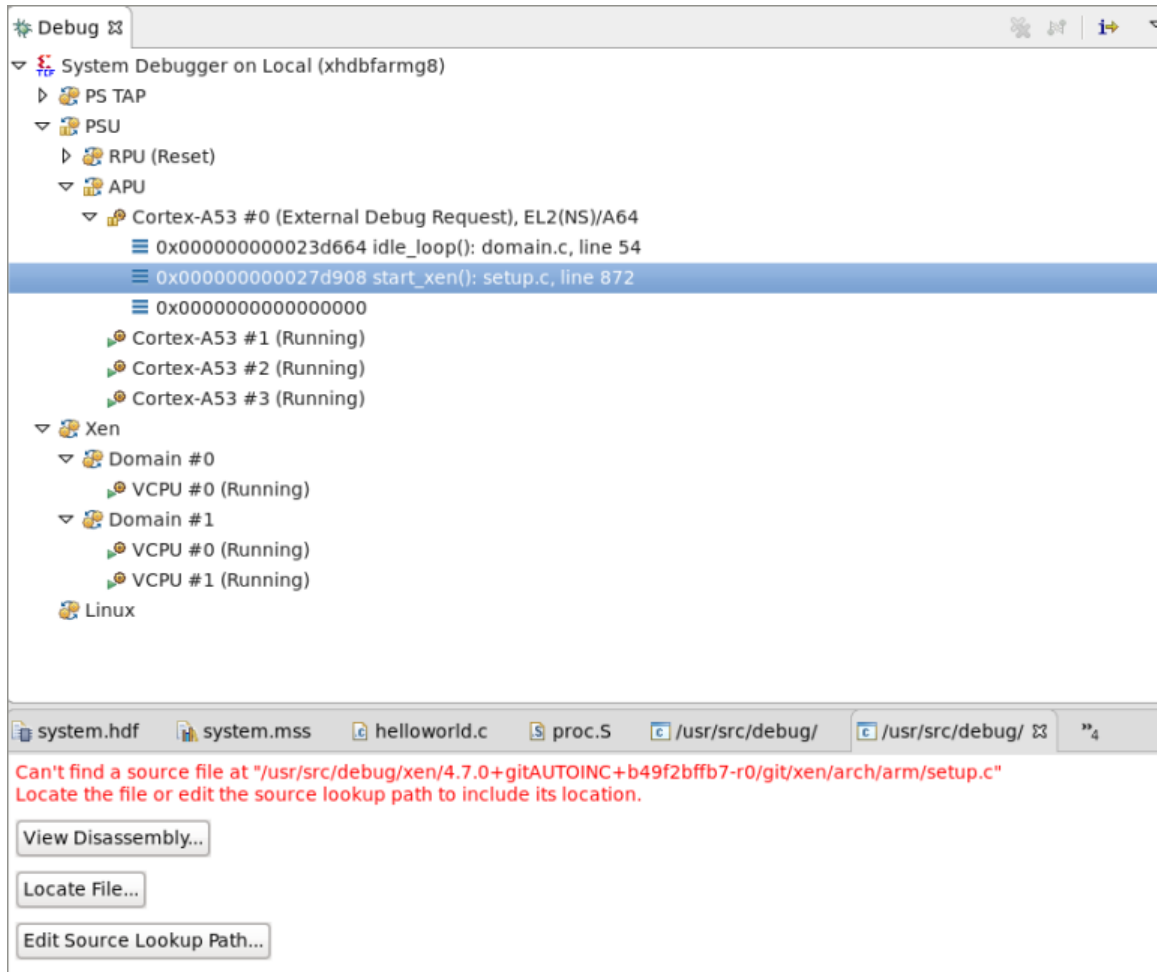 Debug
System Debugger on Local (xhdbfarmg8)
PS TAP
PSU
RPU (Reset)
APU
Cortex-A53 #0 (External Debug Request), EL2(NS)/A64
0x000000000023d664 idle_loop(): domain.c, line 54
0x000000000027d908 start_xen(): setup.c, line 872
0x0000000000000000
Cortex-A53 #1 (Running)
Cortex-A53 #2 (Running)
Cortex-A53 #3 (Running)
Xen
Domain #0
VCPU #0 (Running)
Domain #1
VCPU #0 (Running)
VCPU #1 (Running)
Linux
system.hdf system.mss helloworld.c proc.S /usr/src/debug/ /usr/src/debug/ »4
Can't find a source file at "/usr/src/debug/xen/4.7.0+gitAUTOINC+b49f2bffb7-r0/git/xen/arch/arm/setup.c"
Locate the file or edit the source lookup path to include its location.
View Disassembly...
Locate File...
Edit Source Lookup Path...